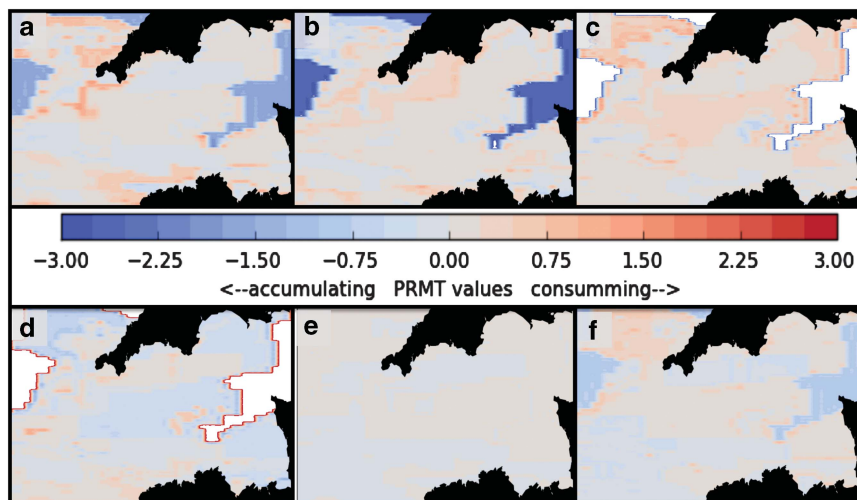 a b c
−3.00 −2.25 −1.50 −0.75 0.00 0.75 1.50 2.25 3.00
<--accumulating PRMT values consumming-->
d e f